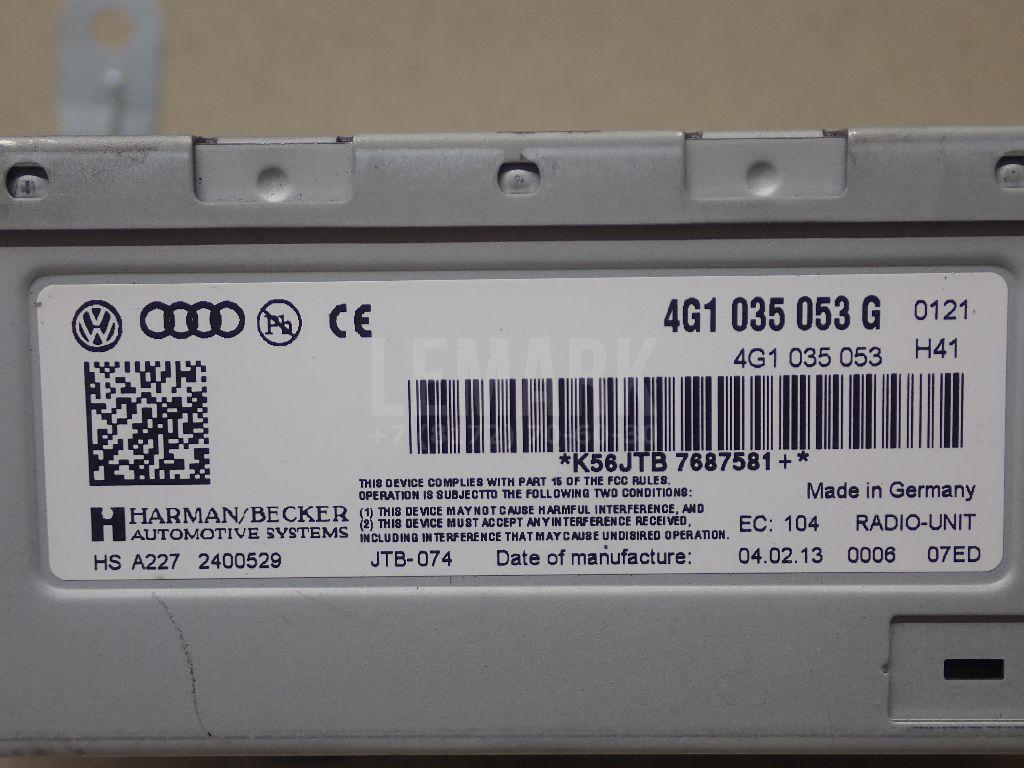 Pb CE
4G1 035 053 G 0121
4G1 035 053 H41
LEMARK
*K56JTB 7687581+*
THIS DEVICE COMPLIES WITH PART 15 OF THE FCC RULES.
OPERATION IS SUBJECTTO THE FOLLOWING TWO CONDITIONS:
(1) THIS DEVICE MAY NOT CAUSE HARMFUL INTERFERENCE, AND
(2) THIS DEVICE MUST ACCEPT ANY INTERFERENCE RECEIVED,
INCLUDING INTERFERENCE THAT MAY CAUSE UNDISIRED OPERATION.
Made in Germany
HARMAN/BECKER
AUTOMOTIVE SYSTEMS
EC: 104 RADIO-UNIT
HS A227 2400529 JTB-074 Date of manufacture: 04.02.13 0006 07ED